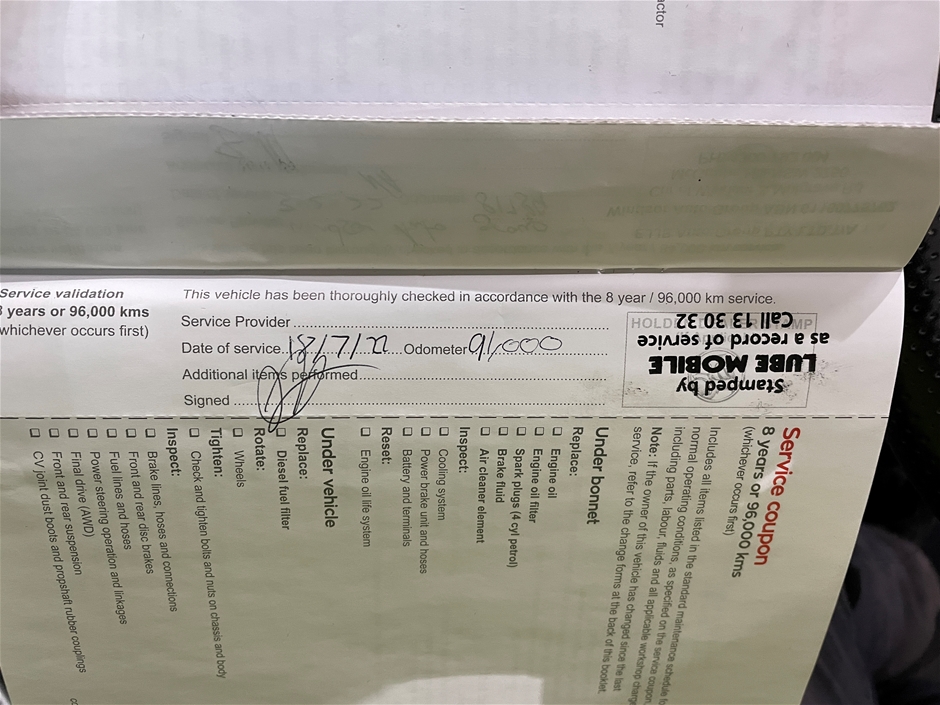 actor
Service validation
8 years or 96,000 kms
(whichever occurs first)
This vehicle has been thoroughly checked in accordance with the 8 year / 96,000 km service.
Service Provider
Date of service 18/7/22 Odometer 91,000
Additional items performed
Signed
HOLDEN
Stamped by
LUBE MOBILE
as a record of service
Call 13 30 32
Service coupon
8 years or 96,000 kms
(whichever occurs first)
Includes all items listed in the standard maintenance schedule
normal operating conditions, as specified on the service coupon,
including parts, labour, fluids and all applicable workshop
Note: If the owner of this vehicle has changed since the last
service, refer to the change forms at the back of this booklet.
Under bonnet
Replace:
Engine oil
Engine oil filter
Spark plugs (4 cyl petrol)
Brake fluid
Air cleaner element
Inspect:
Cooling system
Power brake unit and hoses
Battery and terminals
Reset:
Engine oil life system
Under vehicle
Replace:
Diesel fuel filter
Rotate:
Wheels
Tighten:
Check and tighten bolts and nuts on chassis and body
Inspect:
Brake lines, hoses and connections
Front and rear disc brakes
Fuel lines and hoses
Power steering operation and linkages
Final drive (AWD)
Front and rear suspension
CV joint dust boots and propshaft rubber couplings